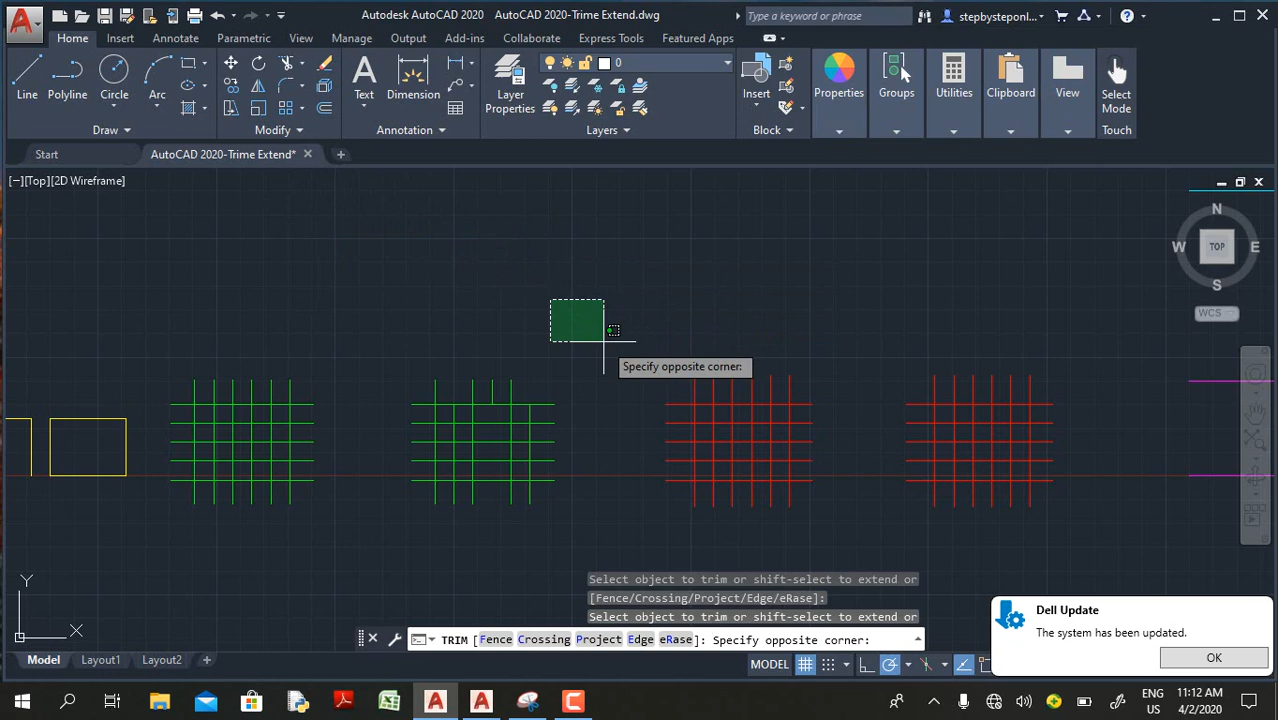 Autodesk AutoCAD 2020 AutoCAD 2020-Trime Extend.dwg
Type a keyword or phrase
stepbysteponl...
Home Insert Annotate Parametric View Manage Output Add-ins Collaborate Express Tools Featured Apps
Line
Polyline
Circle
Arc
Text
Dimension
Layer
Properties
0
Insert
Properties
Groups
Utilities
Clipboard
View
Select
Mode
Draw
Modify
Annotation
Layers
Block
Touch
Start
AutoCAD 2020-Trime Extend*
[−][Top][2D Wireframe]
N
W TOP E
S
WCS
Specify opposite corner:
Y
X
Select object to trim or shift-select to extend or
[Fence/Crossing/Project/Edge/eRase]:
Select object to trim or shift-select to extend or
TRIM [Fence Crossing Project Edge eRase]: Specify opposite corner:
Dell Update
The system has been updated.
OK
Model Layout1 Layout2
MODEL
ENG
US
11:12 AM
4/2/2020